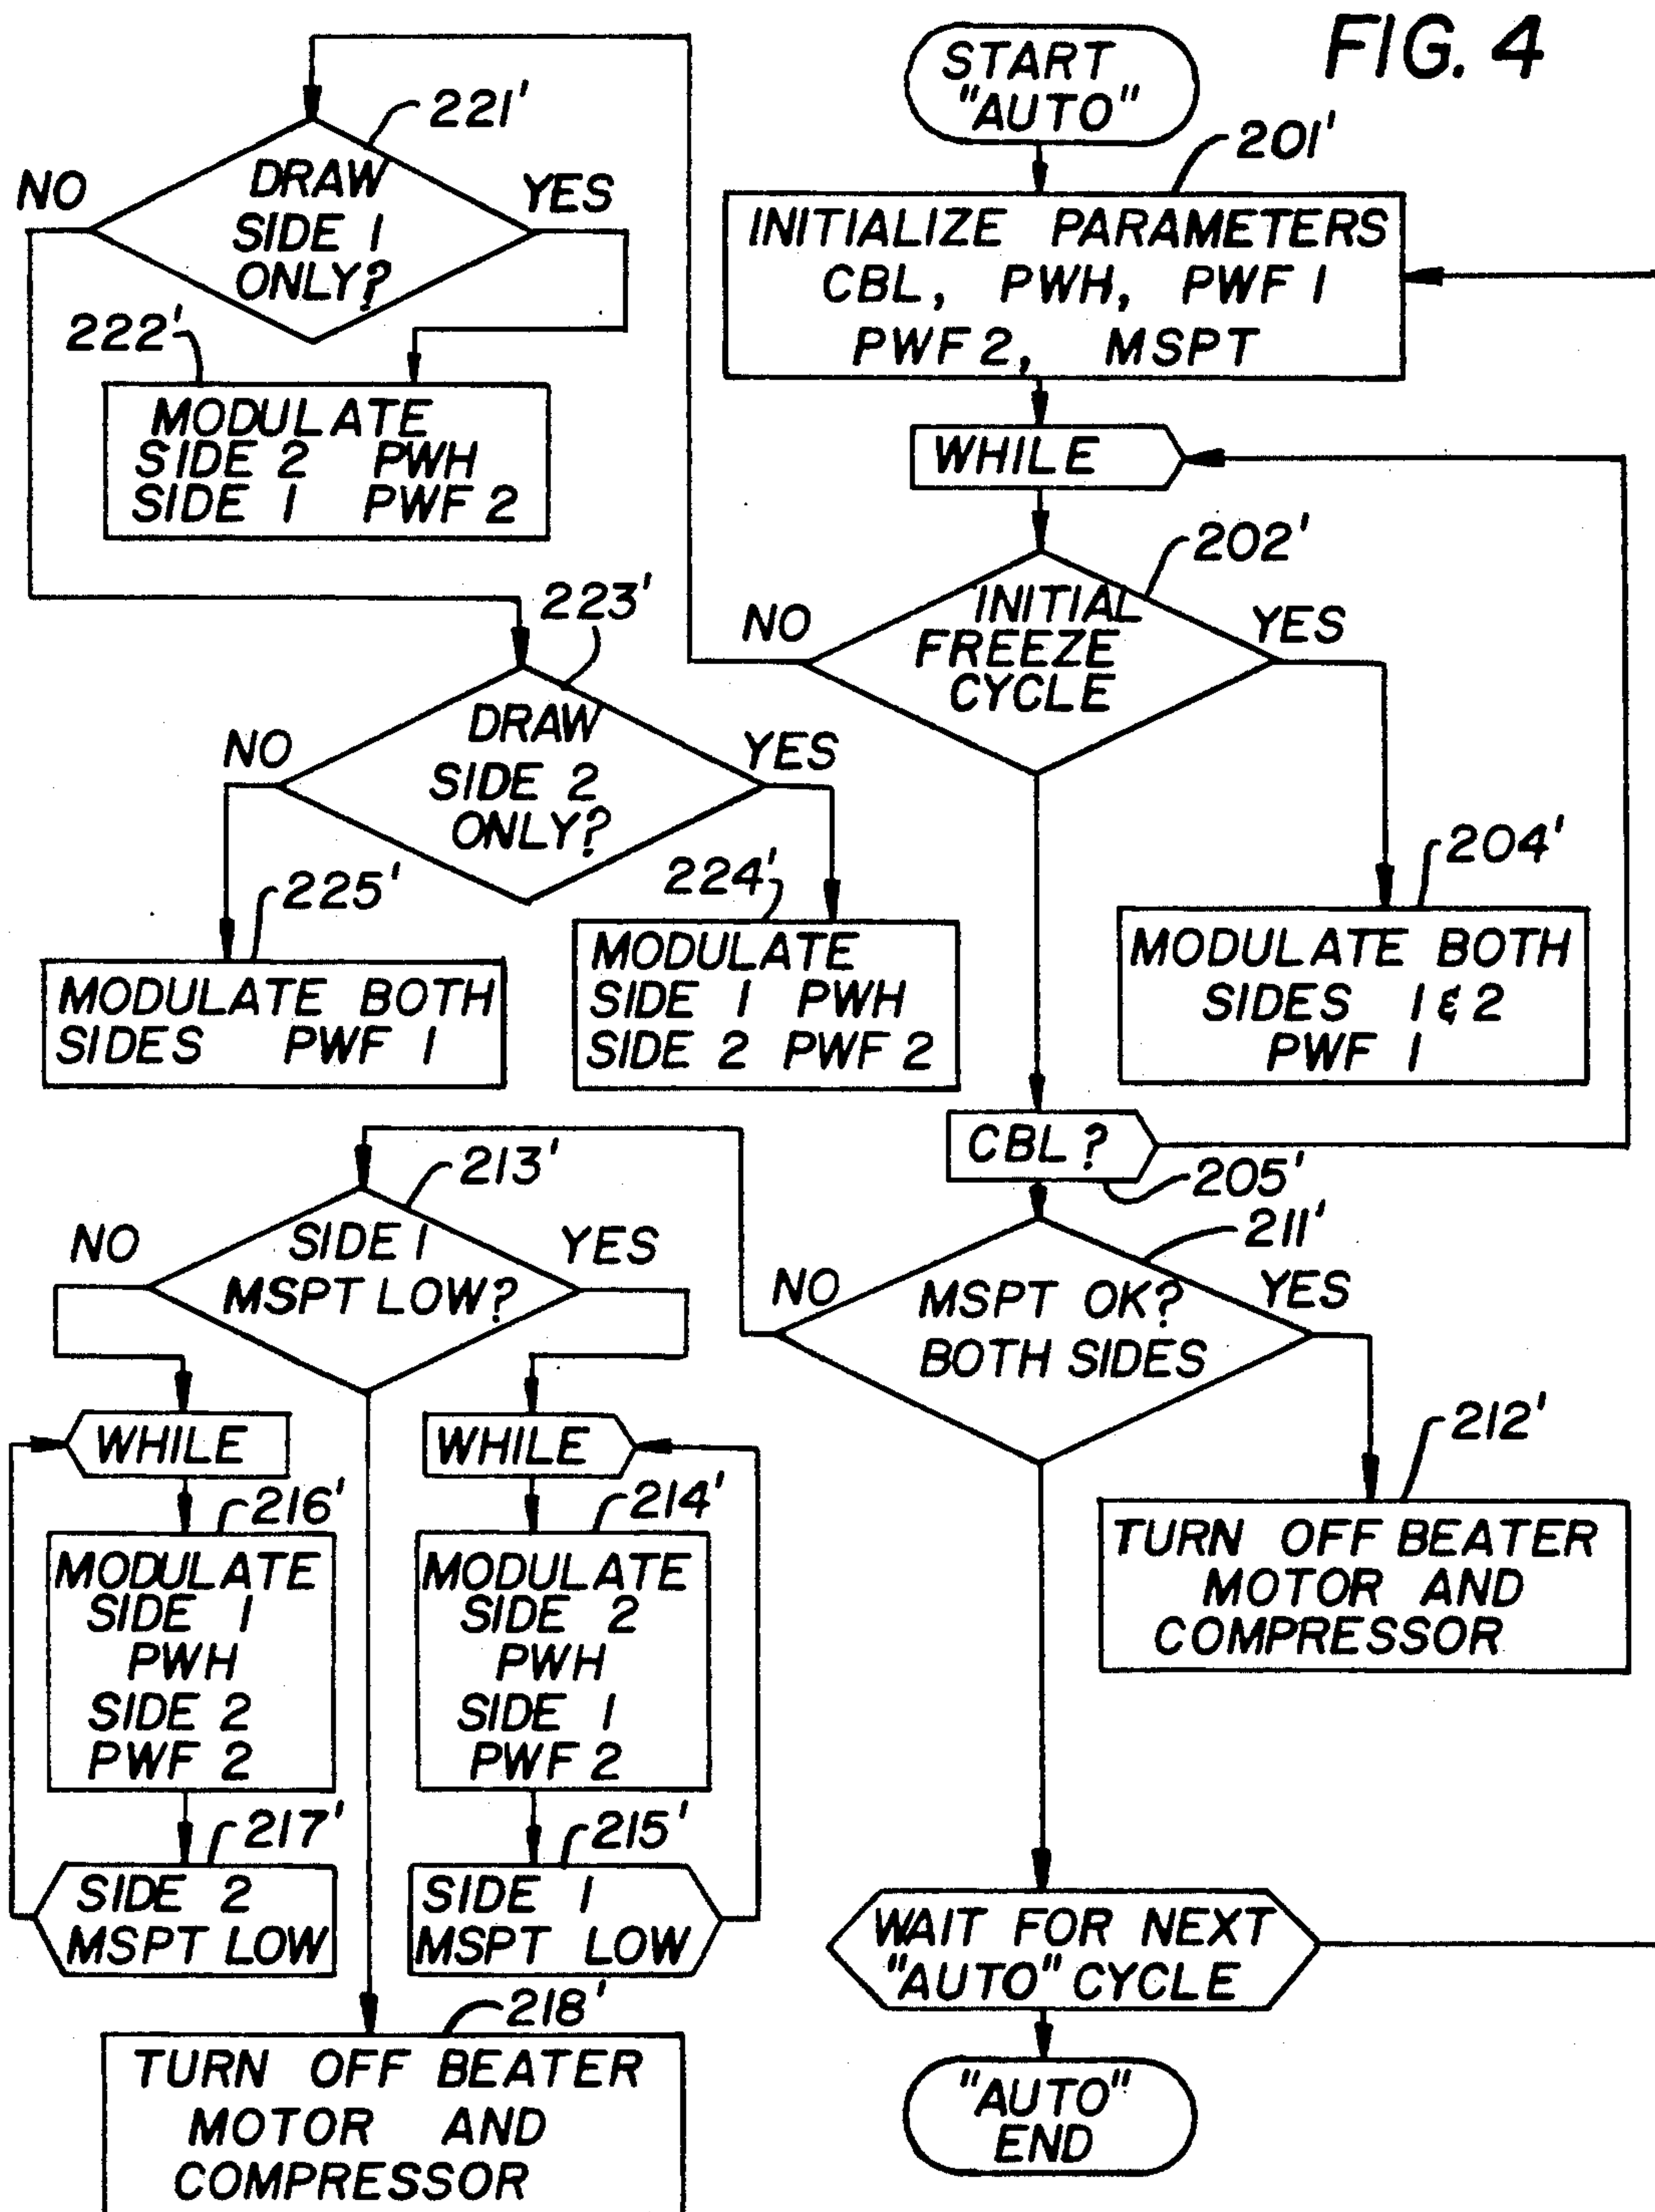 FIG. 4
START
"AUTO"
201'
INITIALIZE PARAMETERS
CBL, PWH, PWF 1
PWF 2, MSPT
WHILE
202'
INITIAL
FREEZE
CYCLE
NO
YES
204'
MODULATE BOTH
SIDES 1 & 2
PWF 1
221'
DRAW
SIDE 1
ONLY?
NO
YES
222'
MODULATE
SIDE 2 PWH
SIDE 1 PWF 2
223'
DRAW
SIDE 2
ONLY?
NO
YES
225'
MODULATE BOTH
SIDES PWF 1
224'
MODULATE
SIDE 1 PWH
SIDE 2 PWF 2
CBL ?
205'
211'
MSPT OK?
BOTH SIDES
NO
YES
212'
TURN OFF BEATER
MOTOR AND
COMPRESSOR
213'
SIDE 1
MSPT LOW?
NO
YES
WHILE
216'
MODULATE
SIDE 1
PWH
SIDE 2
PWF 2
217'
SIDE 2
MSPT LOW
WHILE
214'
MODULATE
SIDE 2
PWH
SIDE 1
PWF 2
215'
SIDE 1
MSPT LOW
218'
TURN OFF BEATER
MOTOR AND
COMPRESSOR
WAIT FOR NEXT
"AUTO" CYCLE
"AUTO"
END